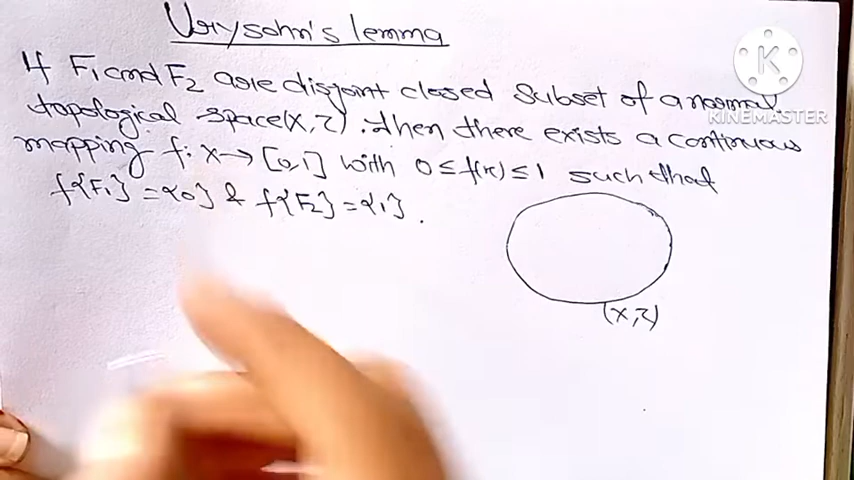 Urysohn's lemma
If F₁ and F₂ are disjoint closed subset of a normal
topological space (X, τ). then there exists a continuous
mapping f: X → [0,1] with 0 ≤ f(x) ≤ 1 such that
f{F₁} = {0} & f{F₂} = {1}.
(X, τ)
K
KINEMASTER